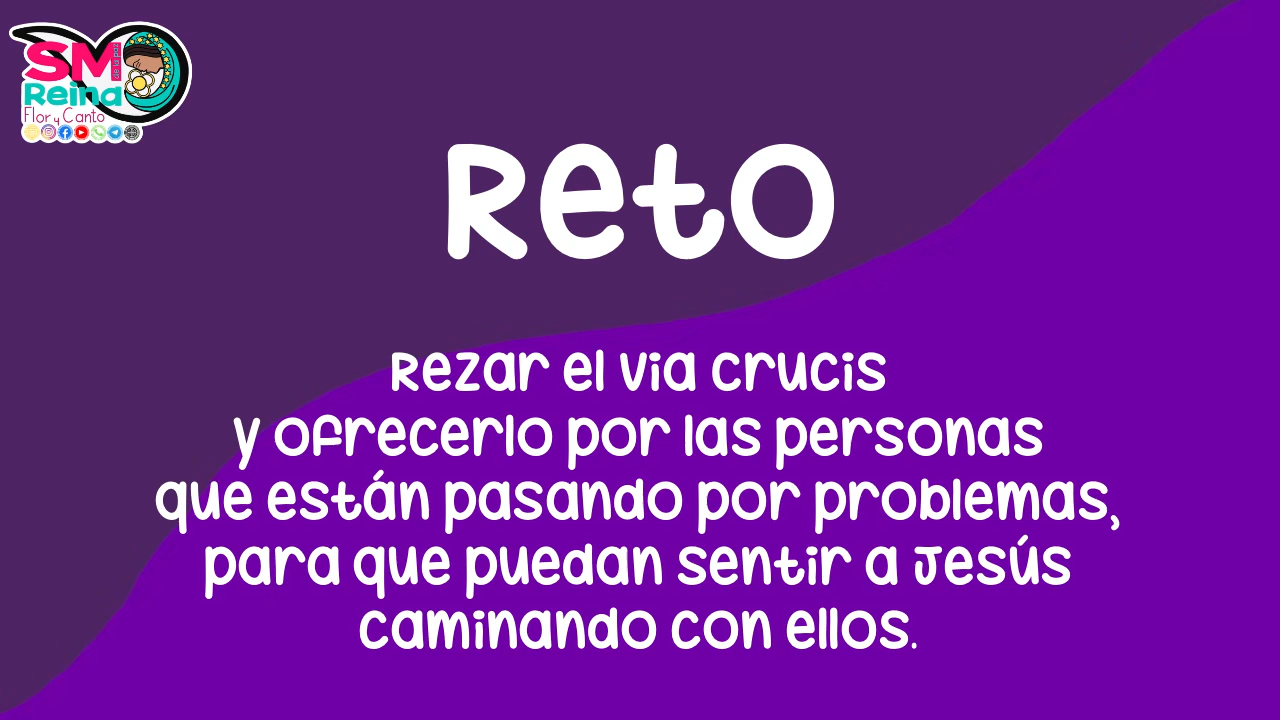 SM
Reina
Flor y Canto
Reto
Rezar el via crucis
y ofrecerlo por las personas
que están pasando por problemas,
para que puedan sentir a Jesús
caminando con ellos.